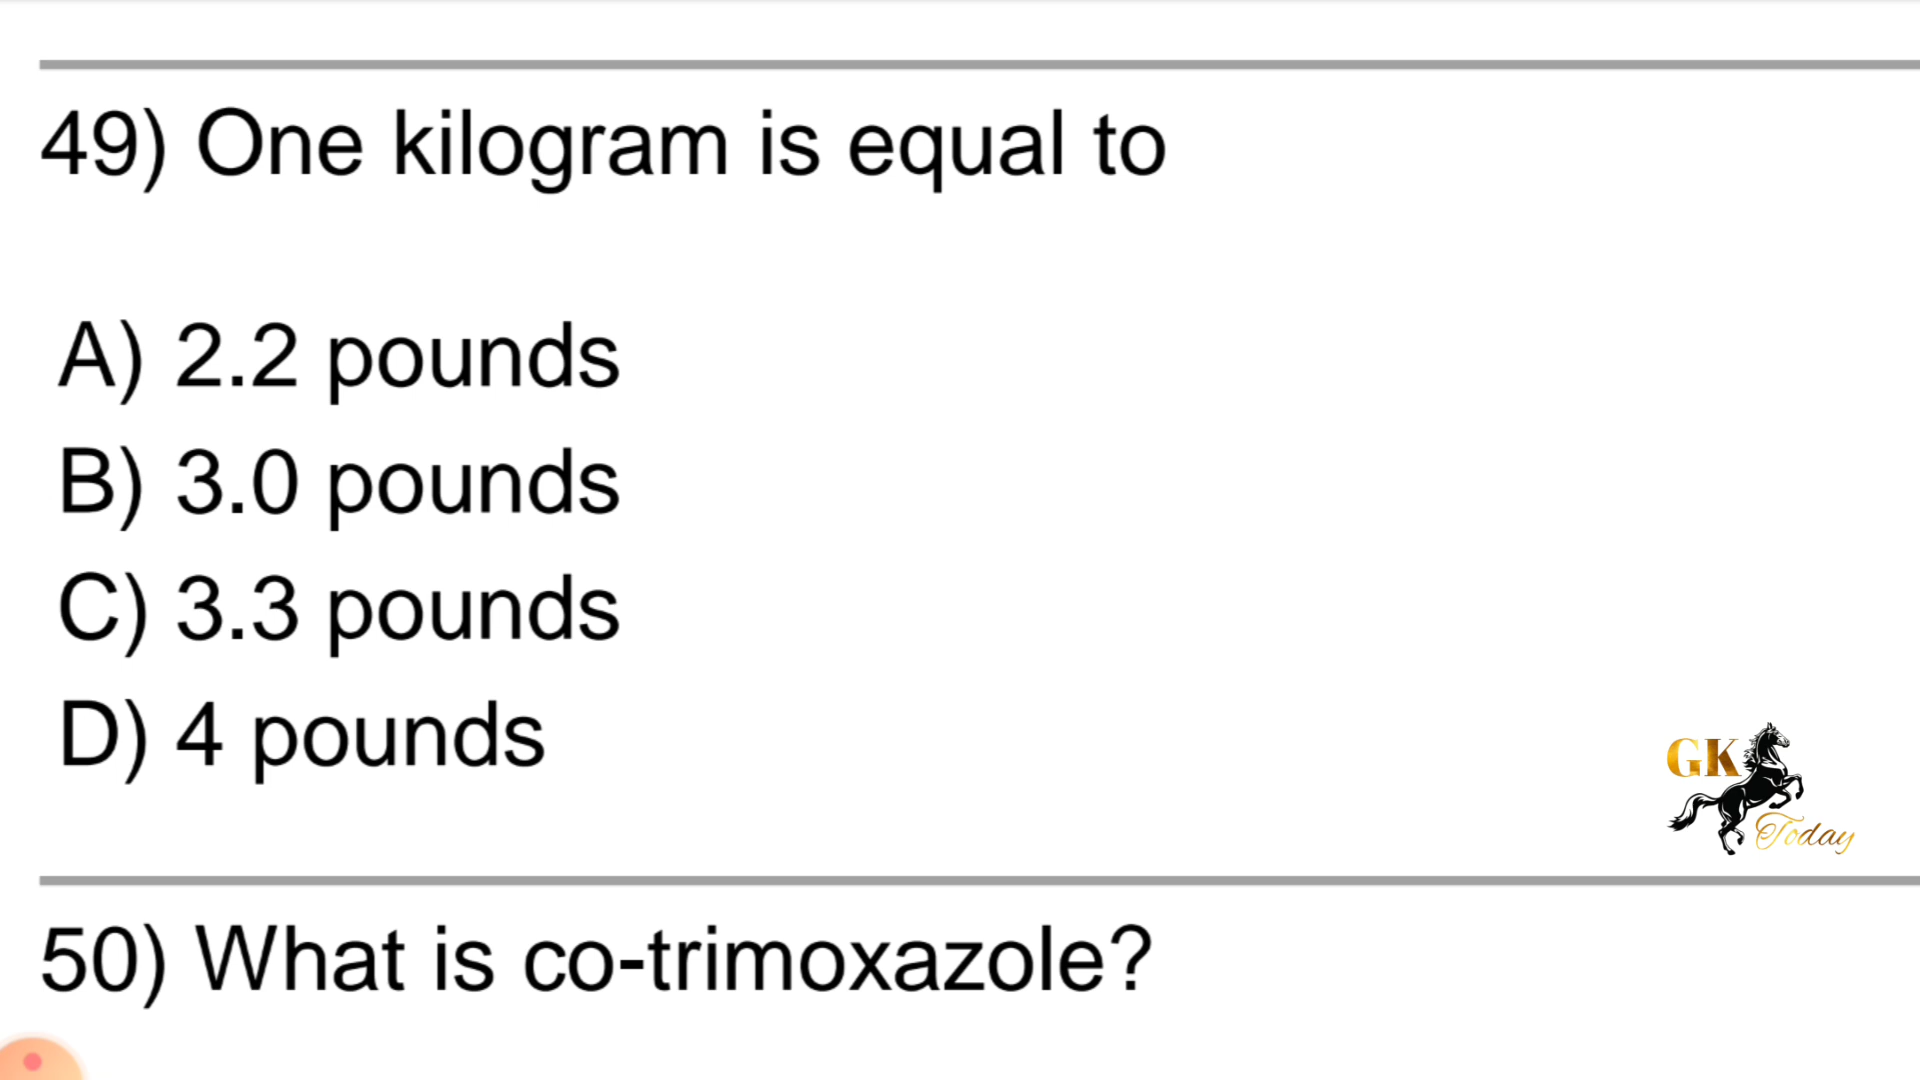 49) One kilogram is equal to
A) 2.2 pounds
B) 3.0 pounds
C) 3.3 pounds
D) 4 pounds
GK
Today
50) What is co-trimoxazole?